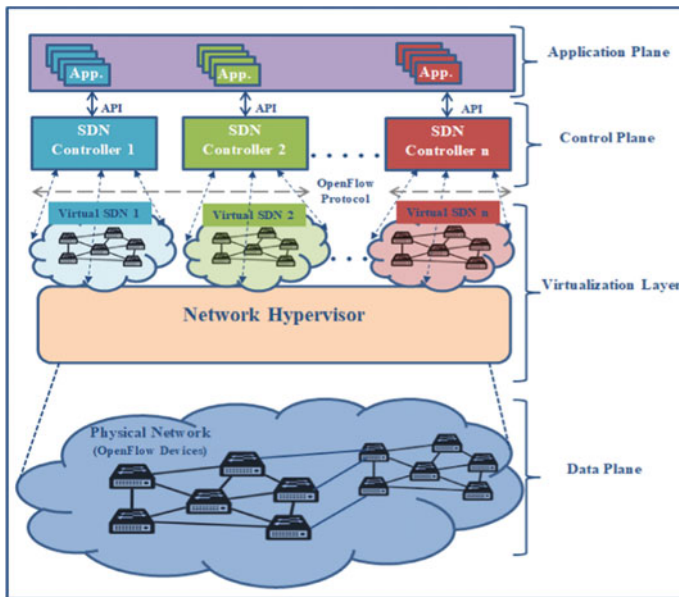 Application Plane
App.
App.
App.
API
API
API
SDN
Controller 1
SDN
Controller 2
SDN
Controller n
Control Plane
OpenFlow
Protocol
Virtual SDN 1
Virtual SDN 2
Virtual SDN n
Virtualization Layer
Network Hypervisor
Physical Network
(OpenFlow Devices)
Data Plane